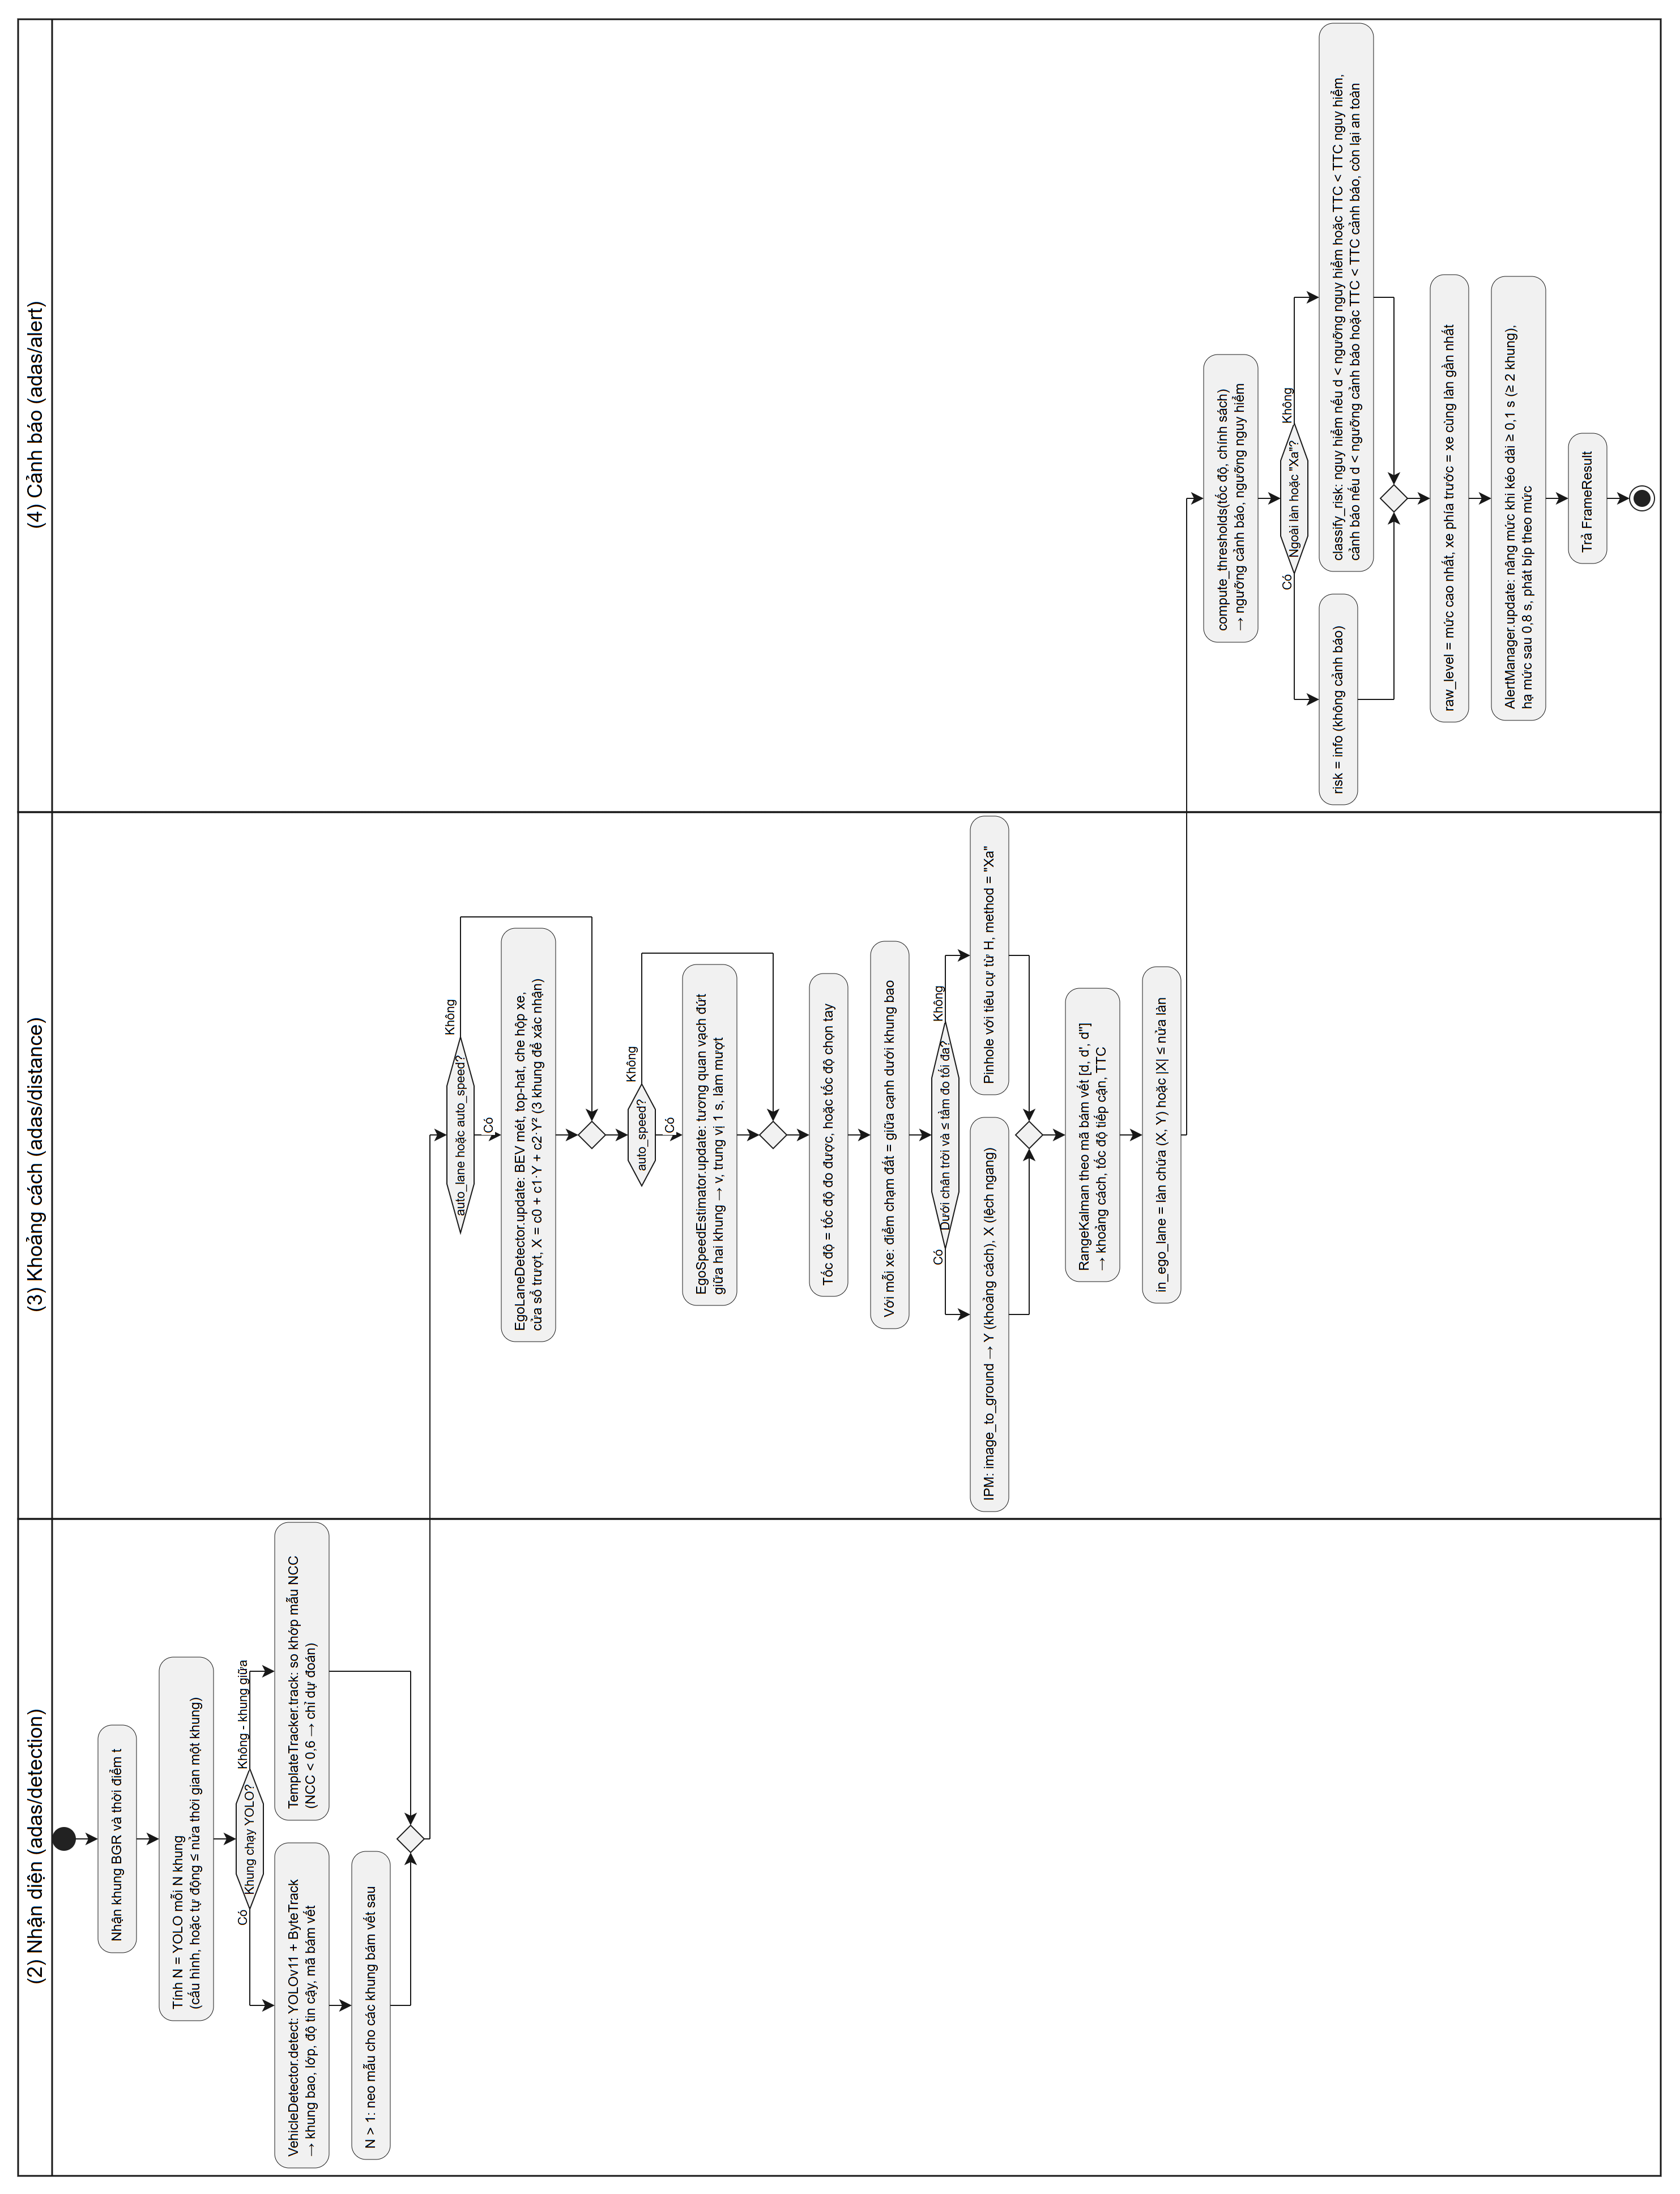 (2) Nhận diện (adas/detection)
Nhận khung BGR và thời điểm t
Tính N = YOLO mỗi N khung
(cấu hình, hoặc tự động ≤ nửa thời gian một khung)
Khung chạy YOLO?
Có
Không - khung giữa
VehicleDetector.detect: YOLOv11 + ByteTrack
→ khung bao, lớp, độ tin cậy, mã bám vết
N > 1: neo mẫu cho các khung bám vết sau
TemplateTracker.track: so khớp mẫu NCC
(NCC < 0,6 → chỉ dự đoán)
(3) Khoảng cách (adas/distance)
auto_lane hoặc auto_speed?
Có
Không
EgoLaneDetector.update: BEV mét, top-hat, che hộp xe,
cửa sổ trượt, X = c0 + c1·Y + c2·Y² (3 khung để xác nhận)
auto_speed?
Có
Không
EgoSpeedEstimator.update: tương quan vạch đứt
giữa hai khung → v, trung vị 1 s, làm mượt
Tốc độ = tốc độ đo được, hoặc tốc độ chọn tay
Với mỗi xe: điểm chạm đất = giữa cạnh dưới khung bao
Dưới chân trời và ≤ tầm đo tối đa?
Có
Không
IPM: image_to_ground → Y (khoảng cách), X (lệch ngang)
Pinhole với tiêu cự từ H, method = "Xa"
RangeKalman theo mã bám vết [d, d', d"]
→ khoảng cách, tốc độ tiếp cận, TTC
in_ego_lane = làn chứa (X, Y) hoặc |X| ≤ nửa làn
(4) Cảnh báo (adas/alert)
compute_thresholds(tốc độ, chính sách)
→ ngưỡng cảnh báo, ngưỡng nguy hiểm
Ngoài làn hoặc "Xa"?
Có
Không
risk = info (không cảnh báo)
classify_risk: nguy hiểm nếu d < ngưỡng nguy hiểm hoặc TTC < TTC nguy hiểm,
cảnh báo nếu d < ngưỡng cảnh báo hoặc TTC < TTC cảnh báo, còn lại an toàn
raw_level = mức cao nhất, xe phía trước = xe cùng làn gần nhất
AlertManager.update: nâng mức khi kéo dài ≥ 0,1 s (≥ 2 khung),
hạ mức sau 0,8 s, phát bíp theo mức
Trả FrameResult